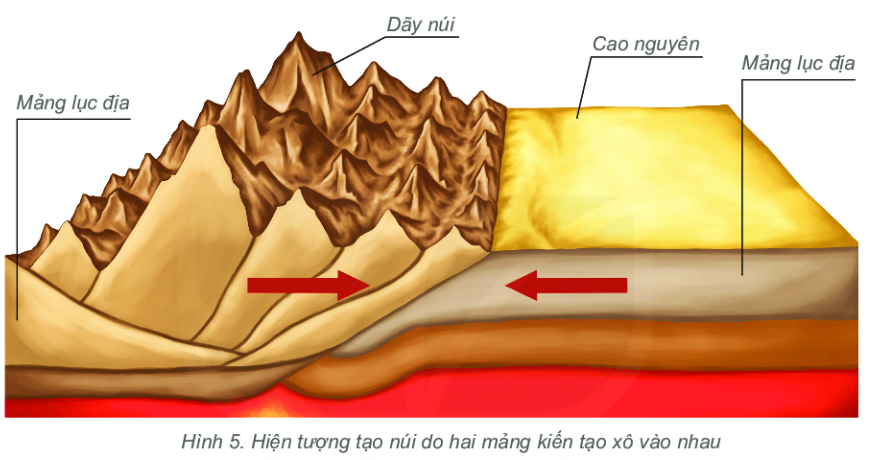 Dãy núi
Cao nguyên
Mảng lục địa
Mảng lục địa
Hình 5. Hiện tượng tạo núi do hai mảng kiến tạo xô vào nhau